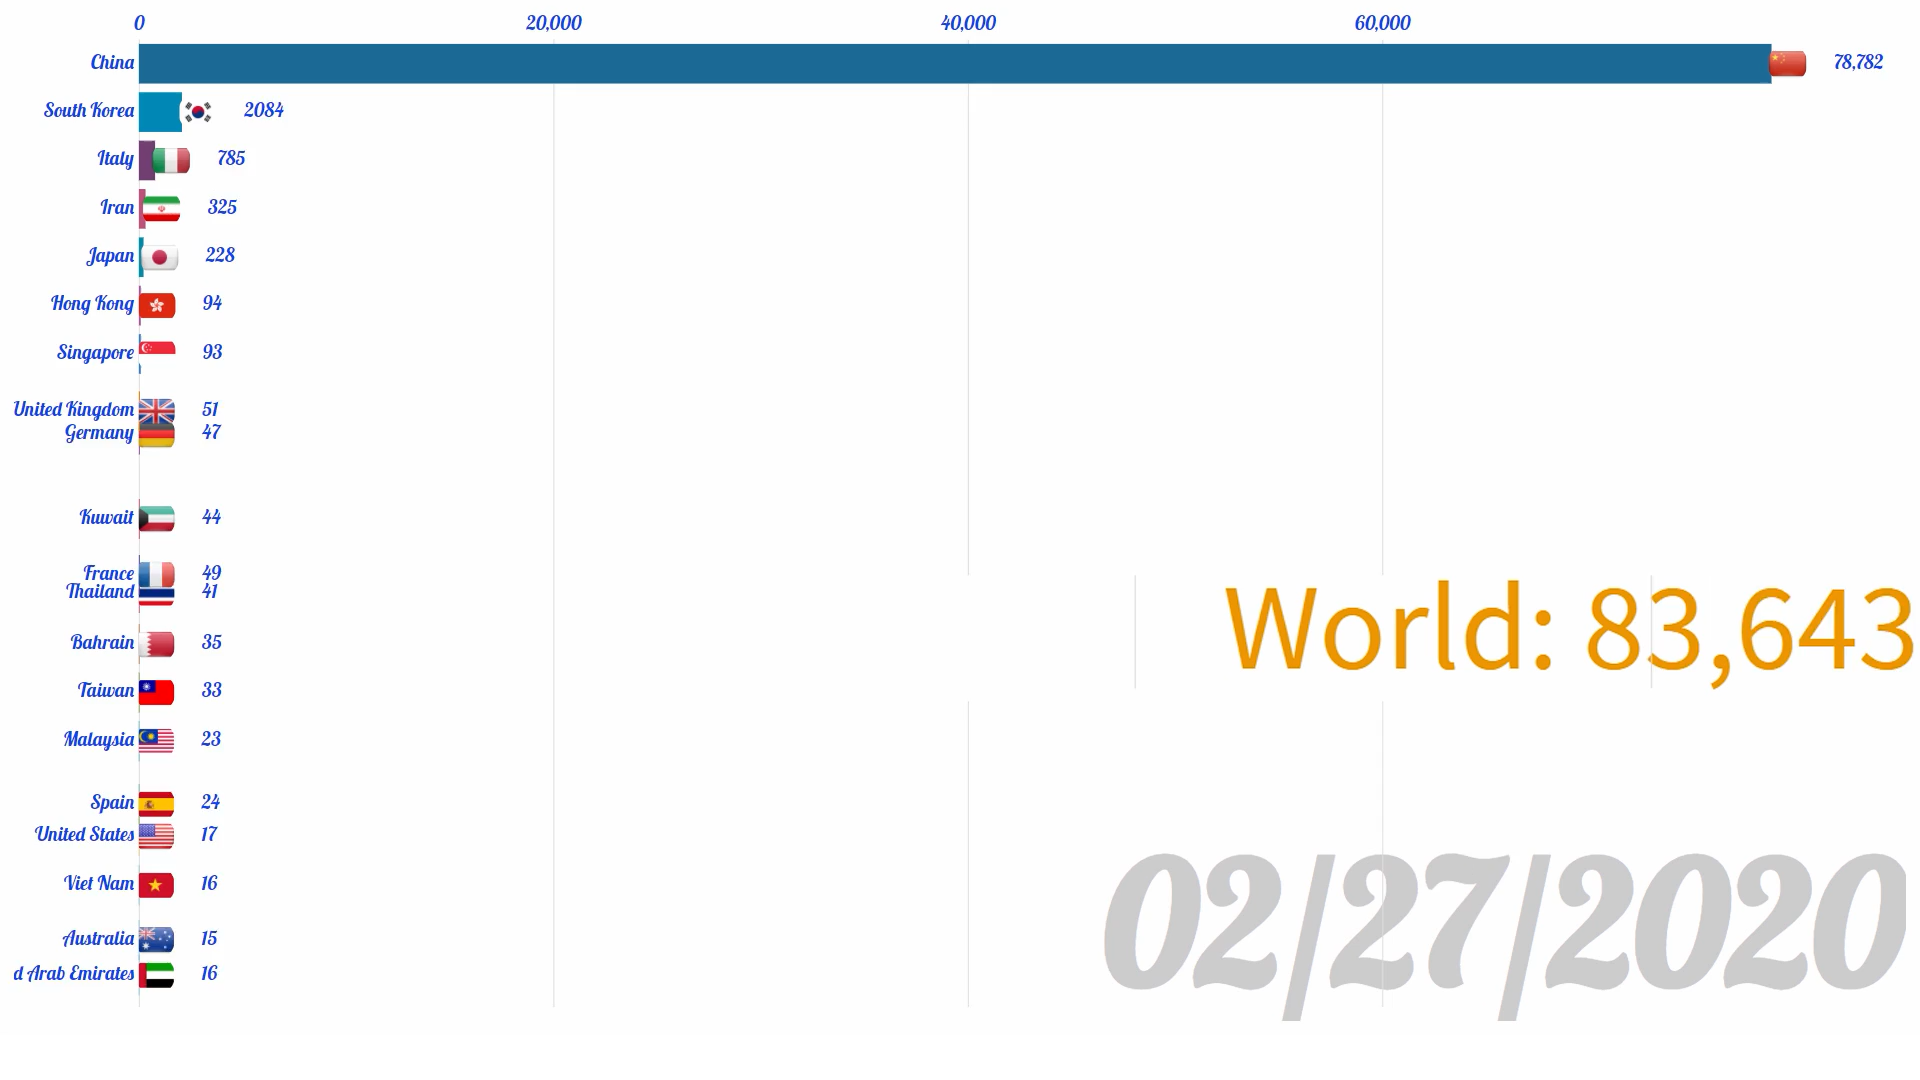 0 20,000 40,000 60,000
China 78,782
South Korea 2084
Italy 785
Iran 325
Japan 228
Hong Kong 94
Singapore 93
United Kingdom 51
Germany 47
Kuwait 44
France 49
Thailand 41
World: 83,643
Bahrain 35
Taiwan 33
Malaysia 23
Spain 24
United States 17
Viet Nam 16
02/27/2020
Australia 15
d Arab Emirates 16